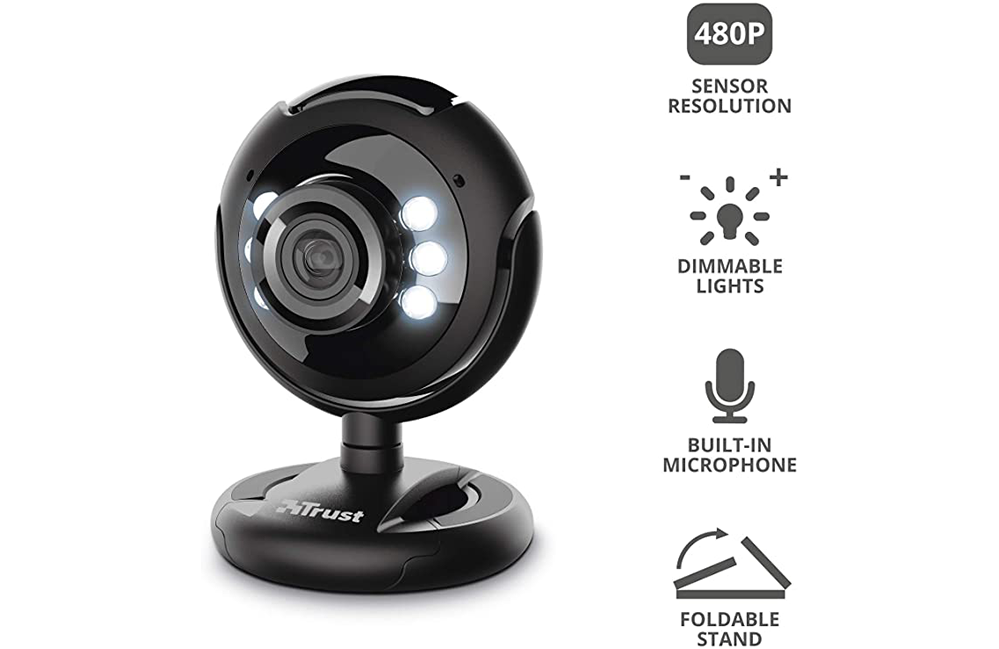 480P
SENSOR
RESOLUTION
- +
DIMMABLE
LIGHTS
BUILT-IN
MICROPHONE
FOLDABLE
STAND
Trust